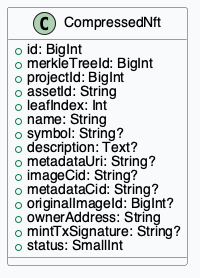 C CompressedNft
id: BigInt
merkleTreeId: BigInt
projectId: BigInt
assetId: String
leafIndex: Int
name: String
symbol: String?
description: Text?
metadataUri: String?
imageCid: String?
metadataCid: String?
originalImageId: BigInt?
ownerAddress: String
mintTxSignature: String?
status: SmallInt